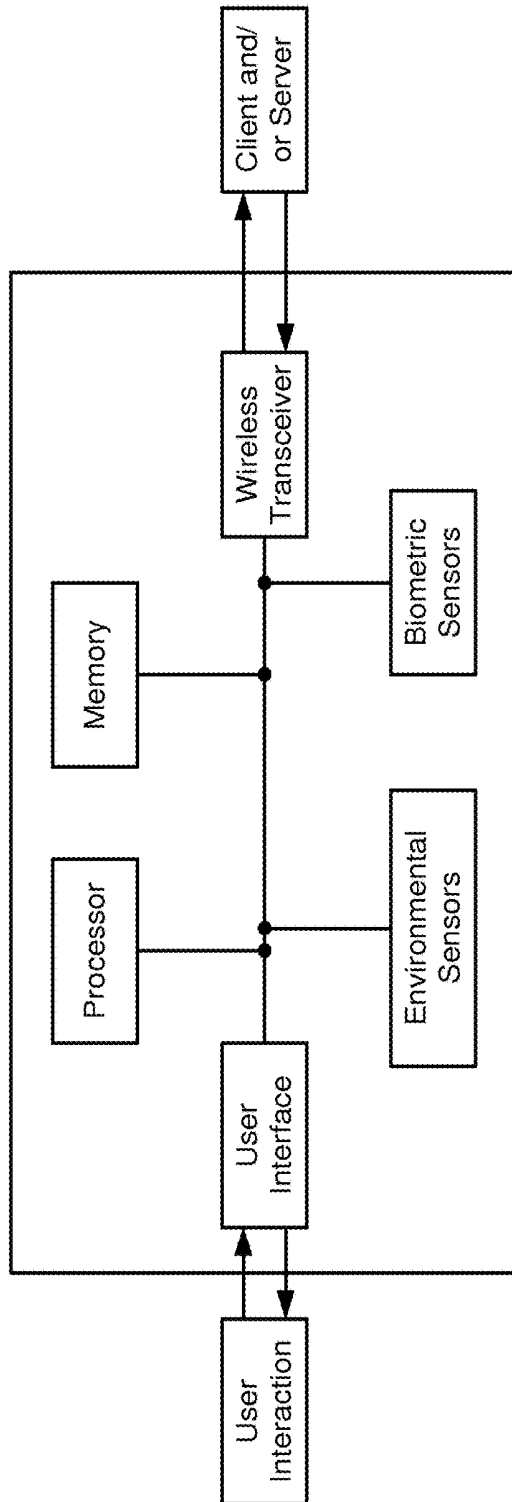 Processor
Memory
User
Interaction
User
Interface
Wireless
Transceiver
Client and/
or Server
Environmental
Sensors
Biometric
Sensors